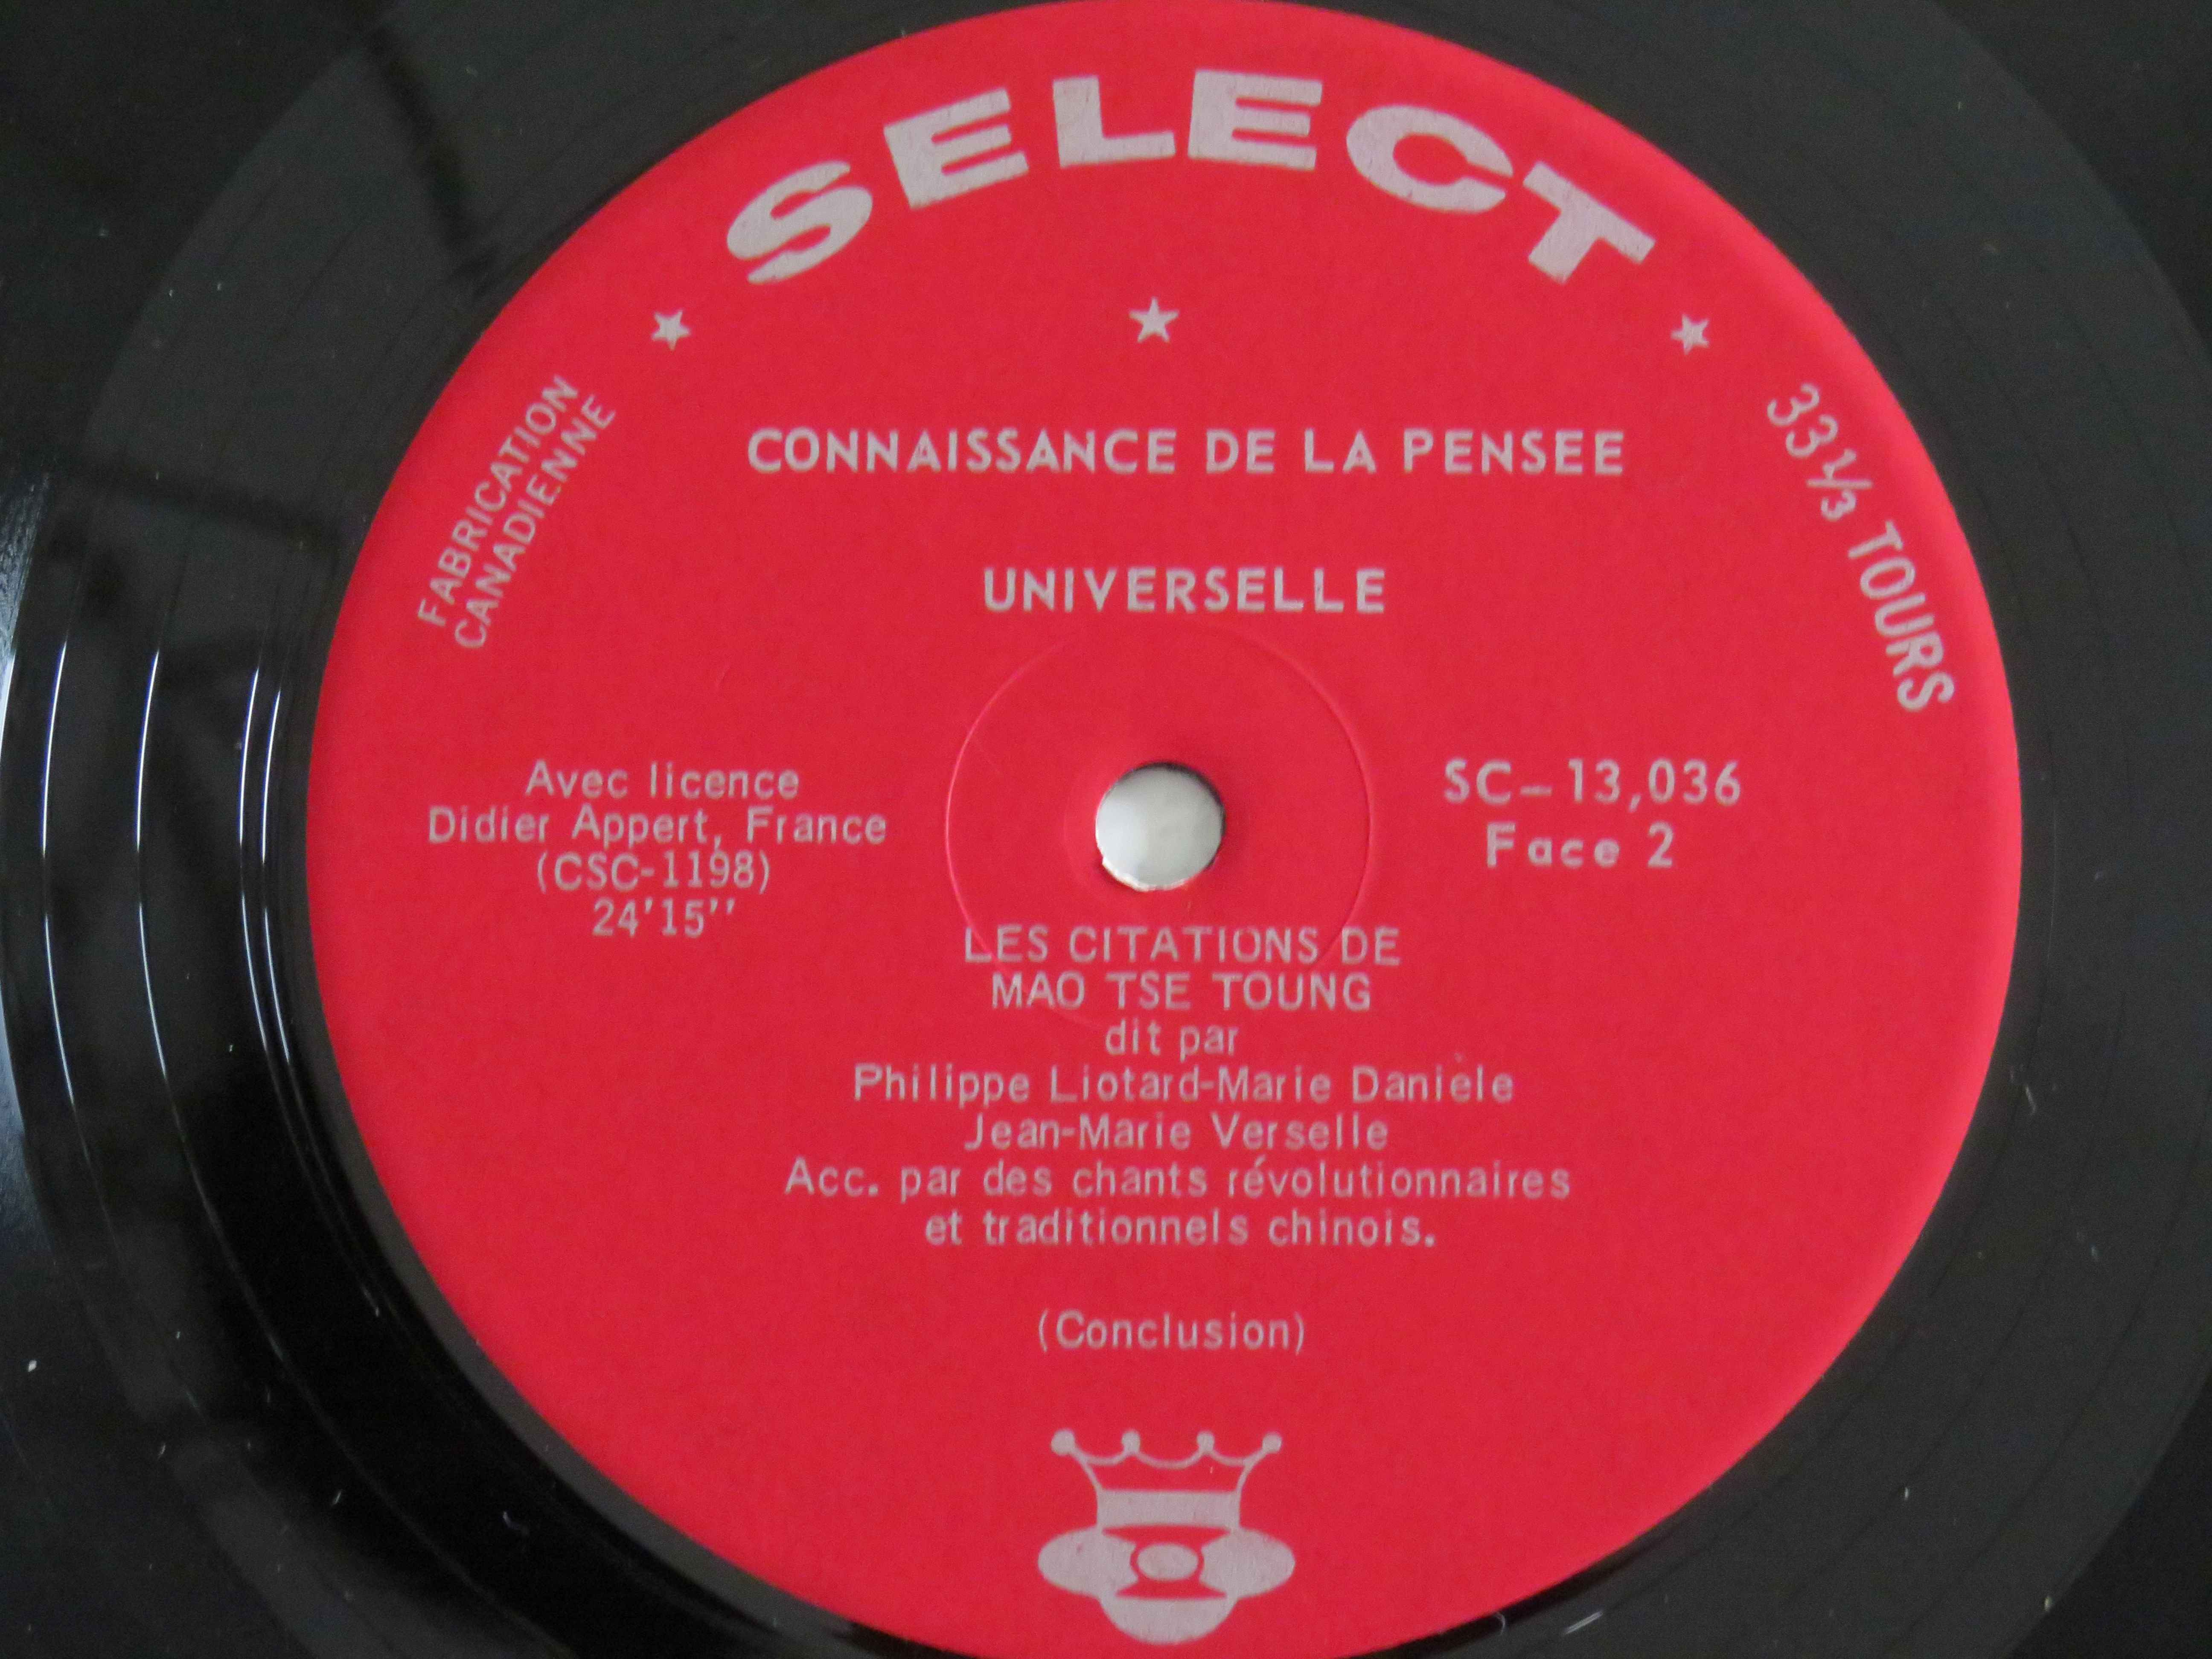 SELECT
FABRICATION
CANADIENNE
33⅓ TOURS
CONNAISSANCE DE LA PENSEE
UNIVERSELLE
Avec licence
Didier Appert, France
(CSC-1198)
24'15''
SC-13,036
Face 2
LES CITATIONS DE
MAO TSE TOUNG
dit par
Philippe Liotard-Marie Danièle
Jean-Marie Verselle
Acc. par des chants révolutionnaires
et traditionnels chinois.
(Conclusion)